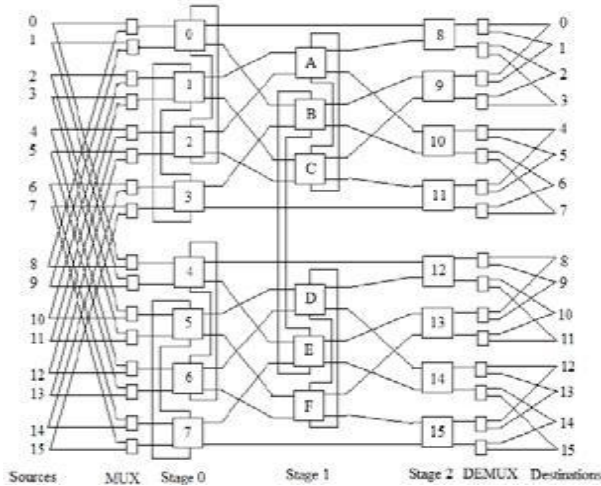 0 0 8 0
1 1
A
2 1 9 2
3 B 3
4 2 10 4
5 C 5
6 3 11 6
7 7
8 4 12 8
9 9
D
10 5 13 10
11 E 11
12 6 14 12
13 F 13
14 7 15 14
15 15
Sources MUX Stage 0 Stage 1 Stage 2 DEMUX Destinations